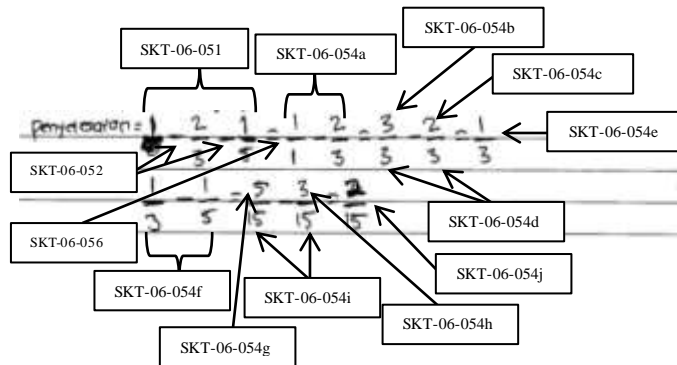 SKT-06-054b
SKT-06-051
SKT-06-054a
SKT-06-054c
Penyelesaian = 1 - 2/3 - 1/5 = 1/1 - 2/3 = 3/3 - 2/3 = 1/3
SKT-06-054e
SKT-06-052
1/3 - 1/5 = 5/15 - 3/15 = 2/15
SKT-06-054d
SKT-06-056
SKT-06-054j
SKT-06-054f
SKT-06-054i
SKT-06-054h
SKT-06-054g